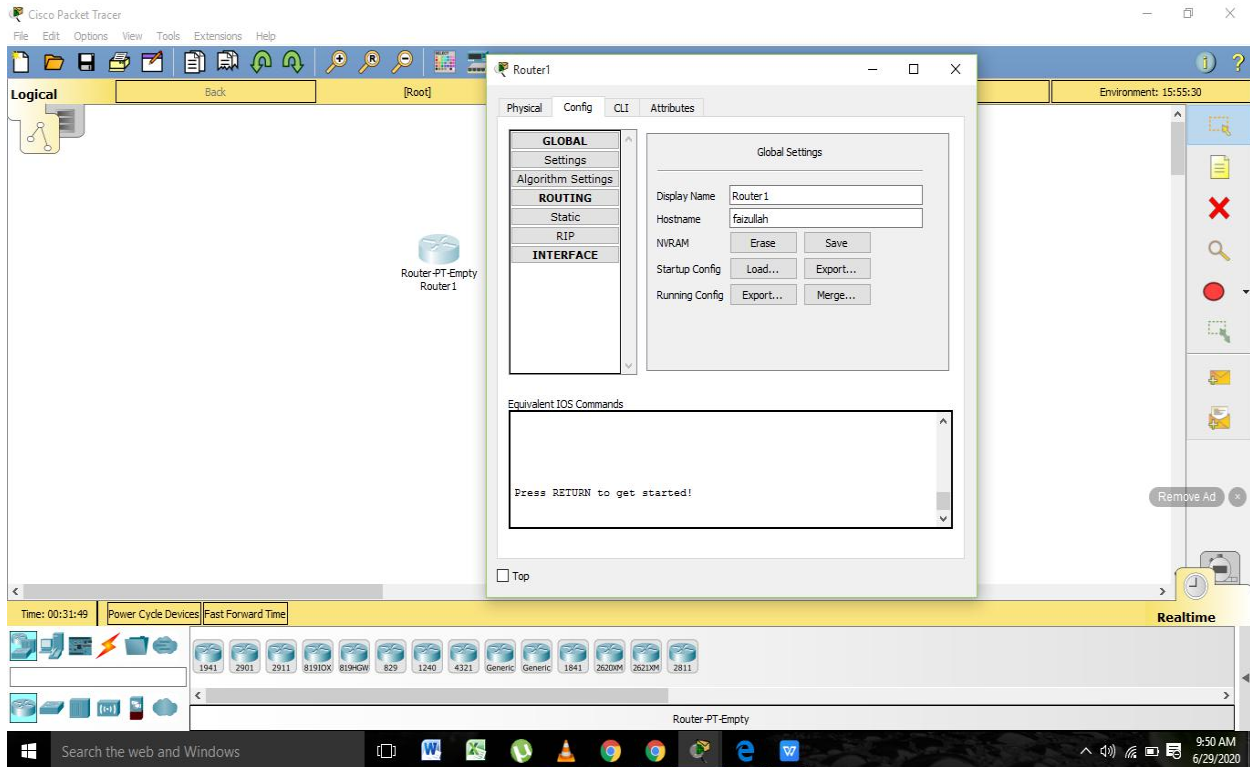 Cisco Packet Tracer
File Edit Options View Tools Extensions Help
Logical
Back
[Root]
Environment: 15:55:30
Router1
Physical Config CLI Attributes
GLOBAL
Settings
Algorithm Settings
ROUTING
Static
RIP
INTERFACE
Global Settings
Display Name Router1
Hostname faizullah
NVRAM Erase Save
Startup Config Load... Export...
Running Config Export... Merge...
Router-PT-Empty
Router1
Equivalent IOS Commands
Press RETURN to get started!
Top
Remove Ad
Time: 00:31:49 Power Cycle Devices Fast Forward Time
Realtime
1941 2901 2911 819IOX 819HGW 829 1240 4321 Generic Generic 1841 2620XM 2621XM 2811
Router-PT-Empty
Search the web and Windows
9:50 AM
6/29/2020